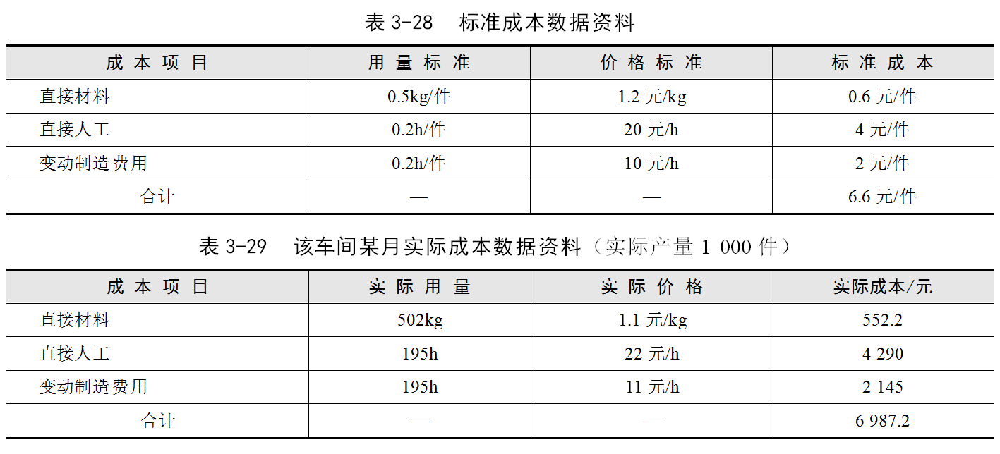 表 3-28 标准成本数据资料
成本项目 用量标准 价格标准 标准成本
直接材料 0.5kg/件 1.2 元/kg 0.6 元/件
直接人工 0.2h/件 20 元/h 4 元/件
变动制造费用 0.2h/件 10 元/h 2 元/件
合计 — — 6.6 元/件
表 3-29 该车间某月实际成本数据资料（实际产量 1 000 件）
成本项目 实际用量 实际价格 实际成本/元
直接材料 502kg 1.1 元/kg 552.2
直接人工 195h 22 元/h 4 290
变动制造费用 195h 11 元/h 2 145
合计 — — 6 987.2